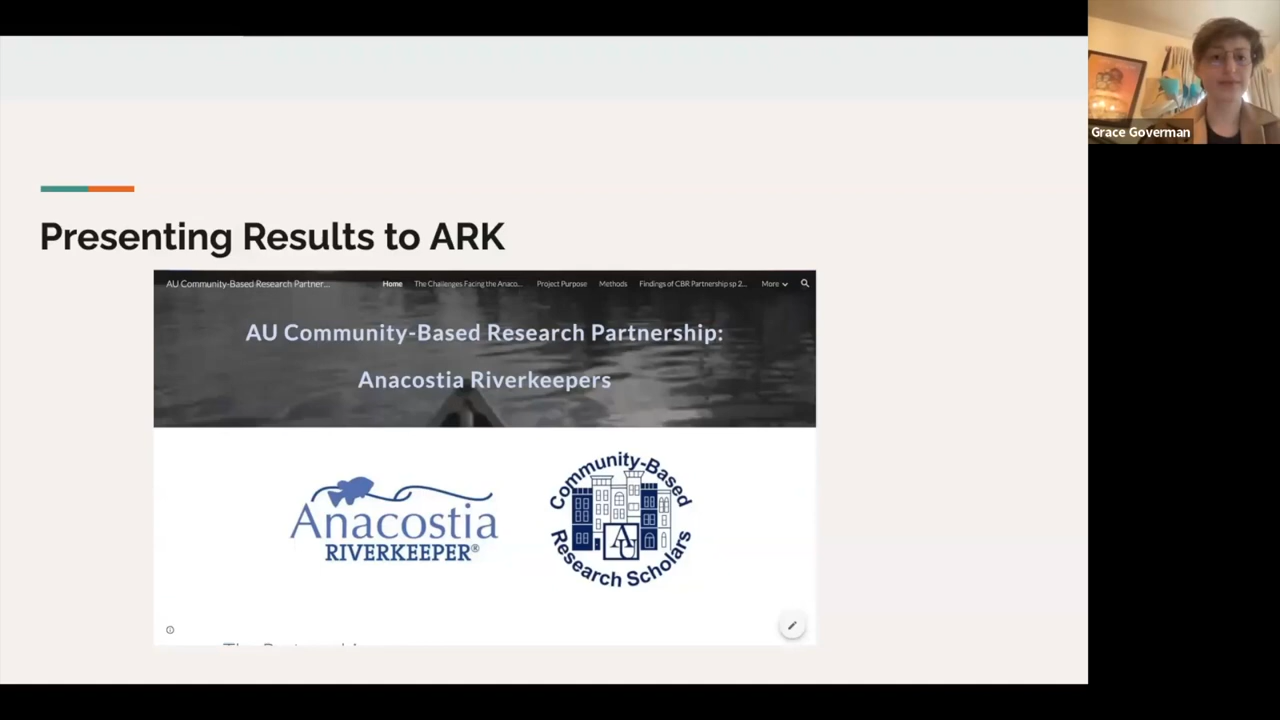 Grace Goverman
Presenting Results to ARK
AU Community-Based Research Partner...
Home
The Challenges Facing the Anaco...
Project Purpose
Methods
Findings of CBR Partnership sp 2...
More
AU Community-Based Research Partnership:
Anacostia Riverkeepers
Anacostia
RIVERKEEPER®
Community-Based
AU
Research Scholars